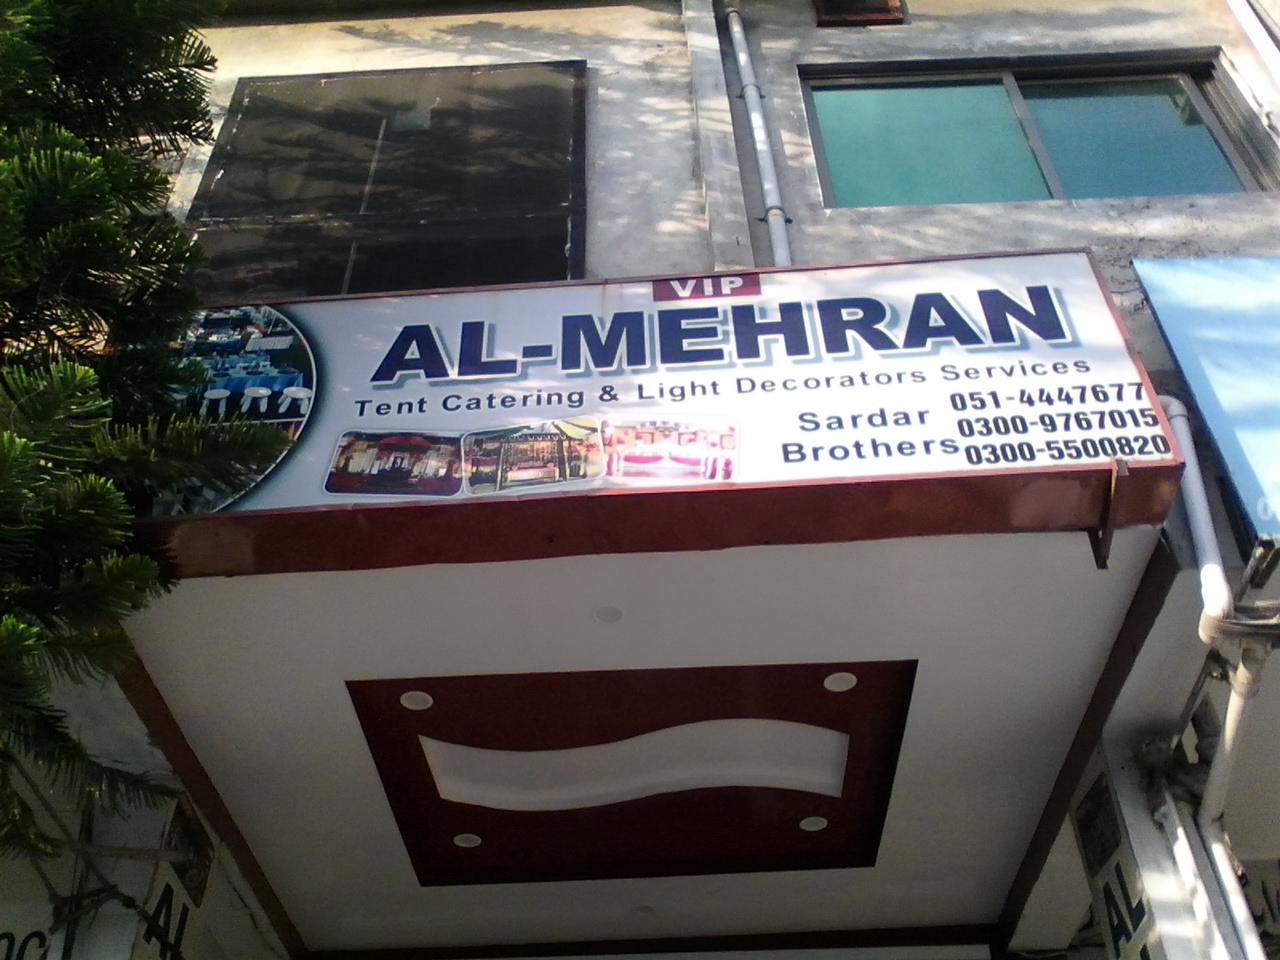 VIP
AL-MEHRAN
Tent Catering & Light Decorators Services
Sardar
Brothers
051-4447677
0300-9767015
0300-5500820
AL
AL